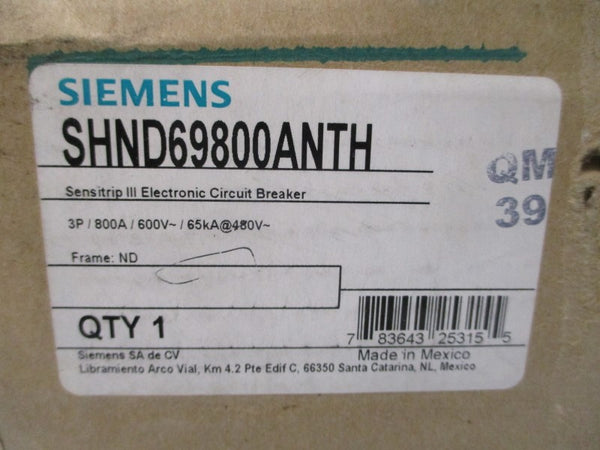 SIEMENS
SHND69800ANTH
Sensitrip III Electronic Circuit Breaker
3P / 800A / 600V~ / 65kA@480V~
Frame: ND
QTY 1
7 83643 25315 5
Siemens SA de CV
Made in Mexico
Libramiento Arco Vial, Km 4.2 Pte Edif C, 66350 Santa Catarina, NL, Mexico
QM
39